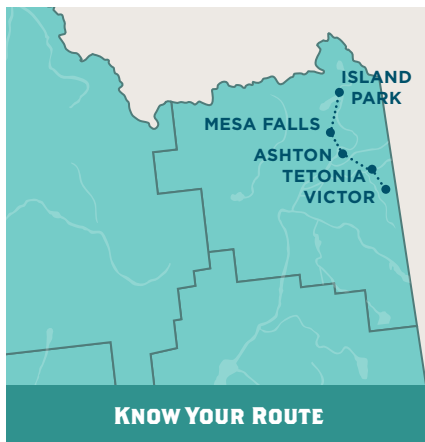 ISLAND
PARK
MESA FALLS
ASHTON
TETONIA
VICTOR
KNOW YOUR ROUTE